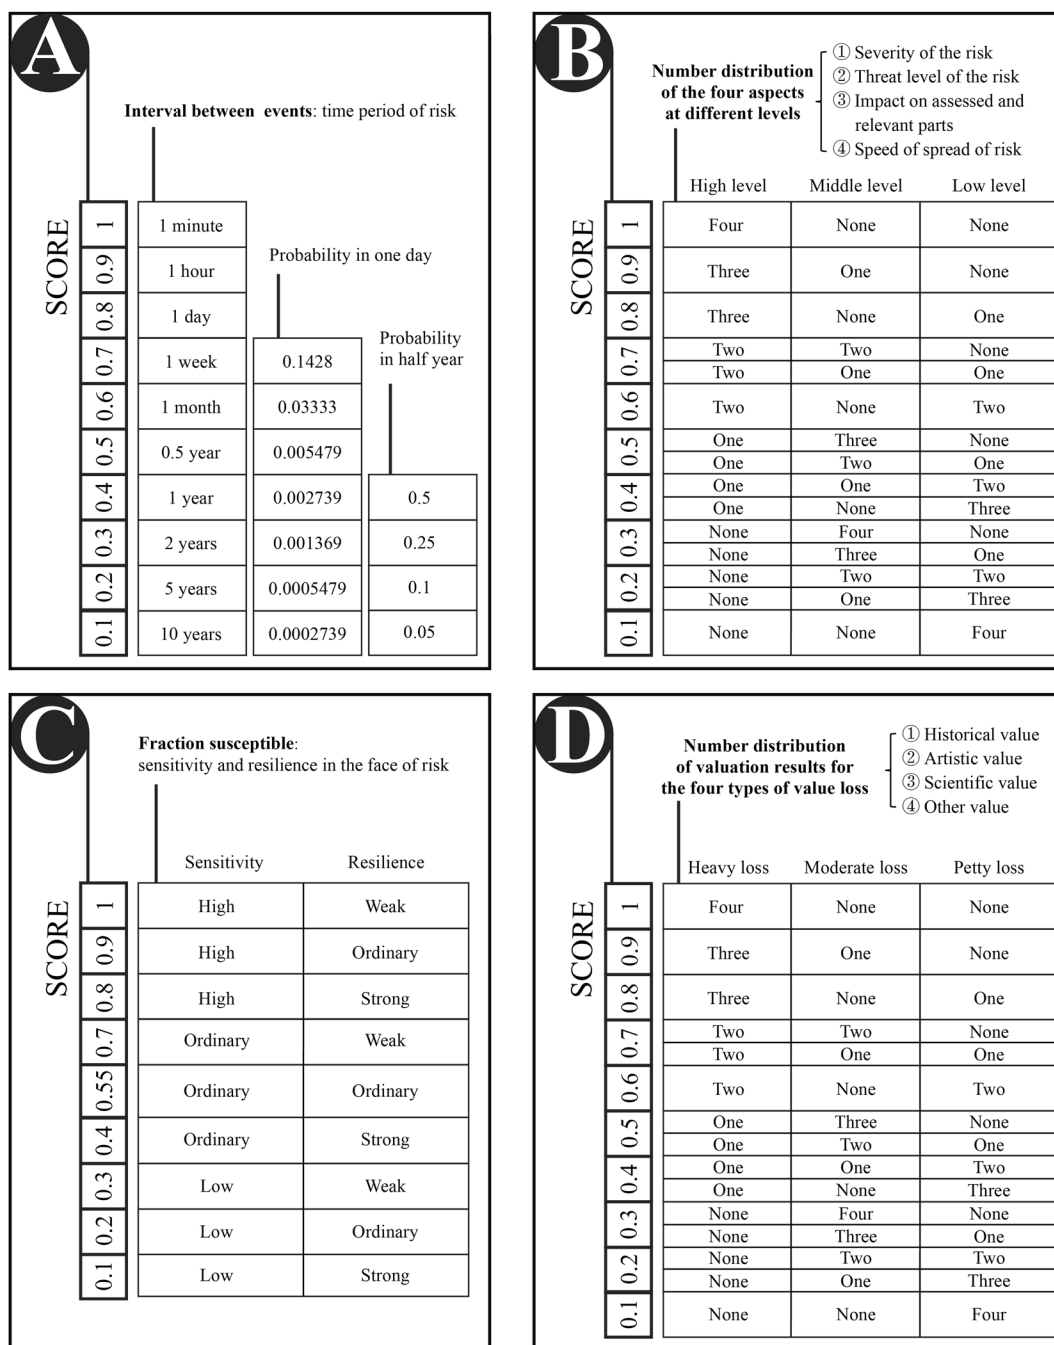 A
Interval between events: time period of risk
Probability in one day
Probability
in half year
SCORE
1 1 minute
0.9 1 hour
0.8 1 day
0.7 1 week 0.1428
0.6 1 month 0.03333
0.5 0.5 year 0.005479
0.4 1 year 0.002739 0.5
0.3 2 years 0.001369 0.25
0.2 5 years 0.0005479 0.1
0.1 10 years 0.0002739 0.05
B
Number distribution
of the four aspects
at different levels
① Severity of the risk
② Threat level of the risk
③ Impact on assessed and
relevant parts
④ Speed of spread of risk
High level Middle level Low level
SCORE
1 Four None None
0.9 Three One None
0.8 Three None One
0.7 Two Two None
Two One One
0.6 Two None Two
0.5 One Three None
One Two One
0.4 One One Two
One None Three
0.3 None Four None
None Three One
0.2 None Two Two
None One Three
0.1 None None Four
C
Fraction susceptible:
sensitivity and resilience in the face of risk
Sensitivity Resilience
SCORE
1 High Weak
0.9 High Ordinary
0.8 High Strong
0.7 Ordinary Weak
0.55 Ordinary Ordinary
0.4 Ordinary Strong
0.3 Low Weak
0.2 Low Ordinary
0.1 Low Strong
D
Number distribution
of valuation results for
the four types of value loss
① Historical value
② Artistic value
③ Scientific value
④ Other value
Heavy loss Moderate loss Petty loss
SCORE
1 Four None None
0.9 Three One None
0.8 Three None One
0.7 Two Two None
Two One One
0.6 Two None Two
0.5 One Three None
One Two One
0.4 One One Two
One None Three
0.3 None Four None
None Three One
0.2 None Two Two
None One Three
0.1 None None Four